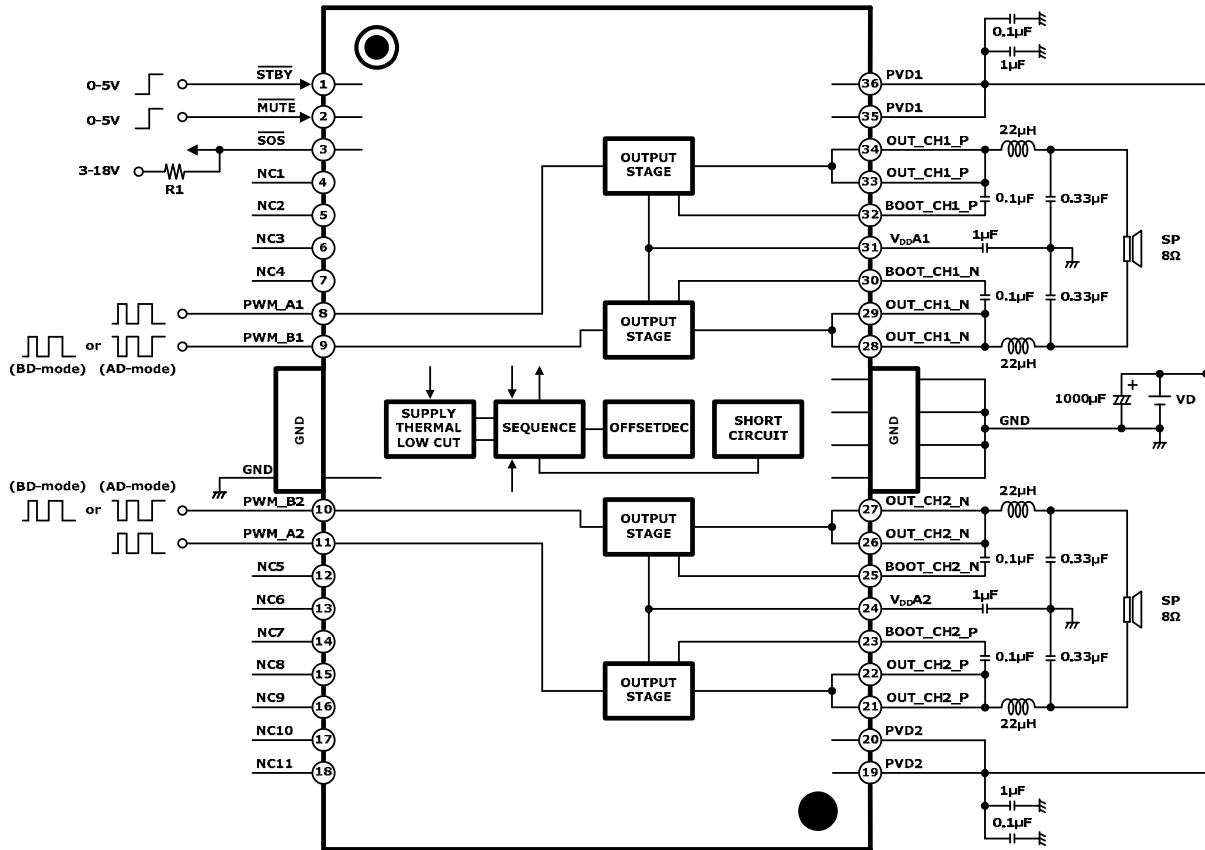 0.1µF
1µF
0-5V
STBY
1
36
PVD1
0-5V
MUTE
2
35
PVD1
SOS
3
3-18V
R1
NC1
4
NC2
5
NC3
6
NC4
7
PWM_A1
8
PWM_B1
9
or
(BD-mode)
(AD-mode)
OUTPUT
STAGE
OUTPUT
STAGE
34
OUT_CH1_P
33
OUT_CH1_P
32
BOOT_CH1_P
31
VDDA1
30
BOOT_CH1_N
29
OUT_CH1_N
28
OUT_CH1_N
22µH
0.1µF
0.33µF
1µF
SP
8Ω
0.1µF
0.33µF
22µH
GND
SUPPLY
THERMAL
LOW CUT
SEQUENCE
OFFSETDEC
SHORT
CIRCUIT
GND
GND
1000µF
+
VD
GND
(BD-mode)
(AD-mode)
or
PWM_B2
10
PWM_A2
11
NC5
12
NC6
13
NC7
14
NC8
15
NC9
16
NC10
17
NC11
18
OUTPUT
STAGE
OUTPUT
STAGE
27
OUT_CH2_N
26
OUT_CH2_N
25
BOOT_CH2_N
24
VDDA2
23
BOOT_CH2_P
22
OUT_CH2_P
21
OUT_CH2_P
20
PVD2
19
PVD2
22µH
0.1µF
0.33µF
1µF
SP
8Ω
0.1µF
0.33µF
22µH
1µF
0.1µF